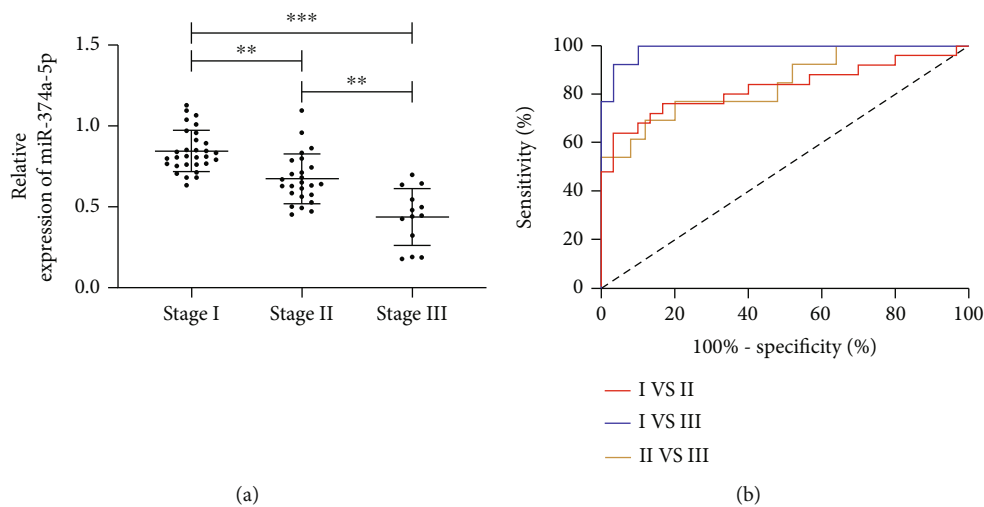 ***
**
**
1.5
1.0
0.5
0.0
Relative
expression of miR-374a-5p
Stage I
Stage II
Stage III
(a)
100
80
60
40
20
0
Sensitivity (%)
0
20
40
60
80
100
100% - specificity (%)
I VS II
I VS III
II VS III
(b)